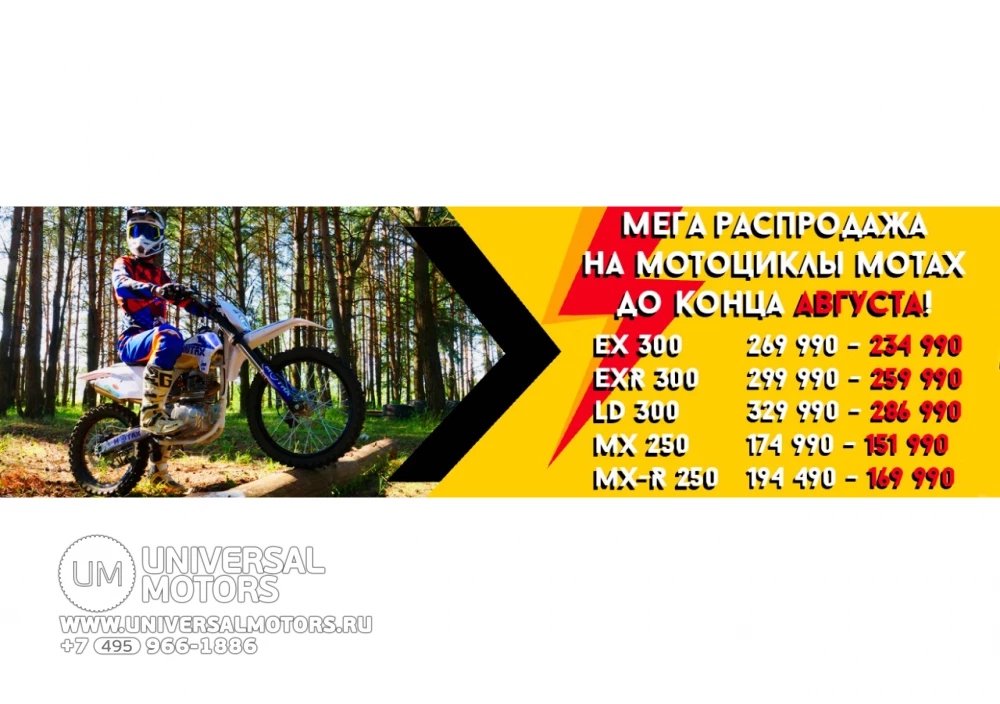 МЕГА РАСПРОДАЖА
НА МОТОЦИКЛЫ МОТАХ
ДО КОНЦА АВГУСТА!
EX 300 269 990 - 234 990
EXR 300 299 990 - 259 990
LD 300 329 990 - 286 990
MX 250 174 990 - 151 990
MX-R 250 194 490 - 169 990
MOTAX
UM UNIVERSAL
MOTORS
WWW.UNIVERSALMOTORS.RU
+7 (495) 966-1886